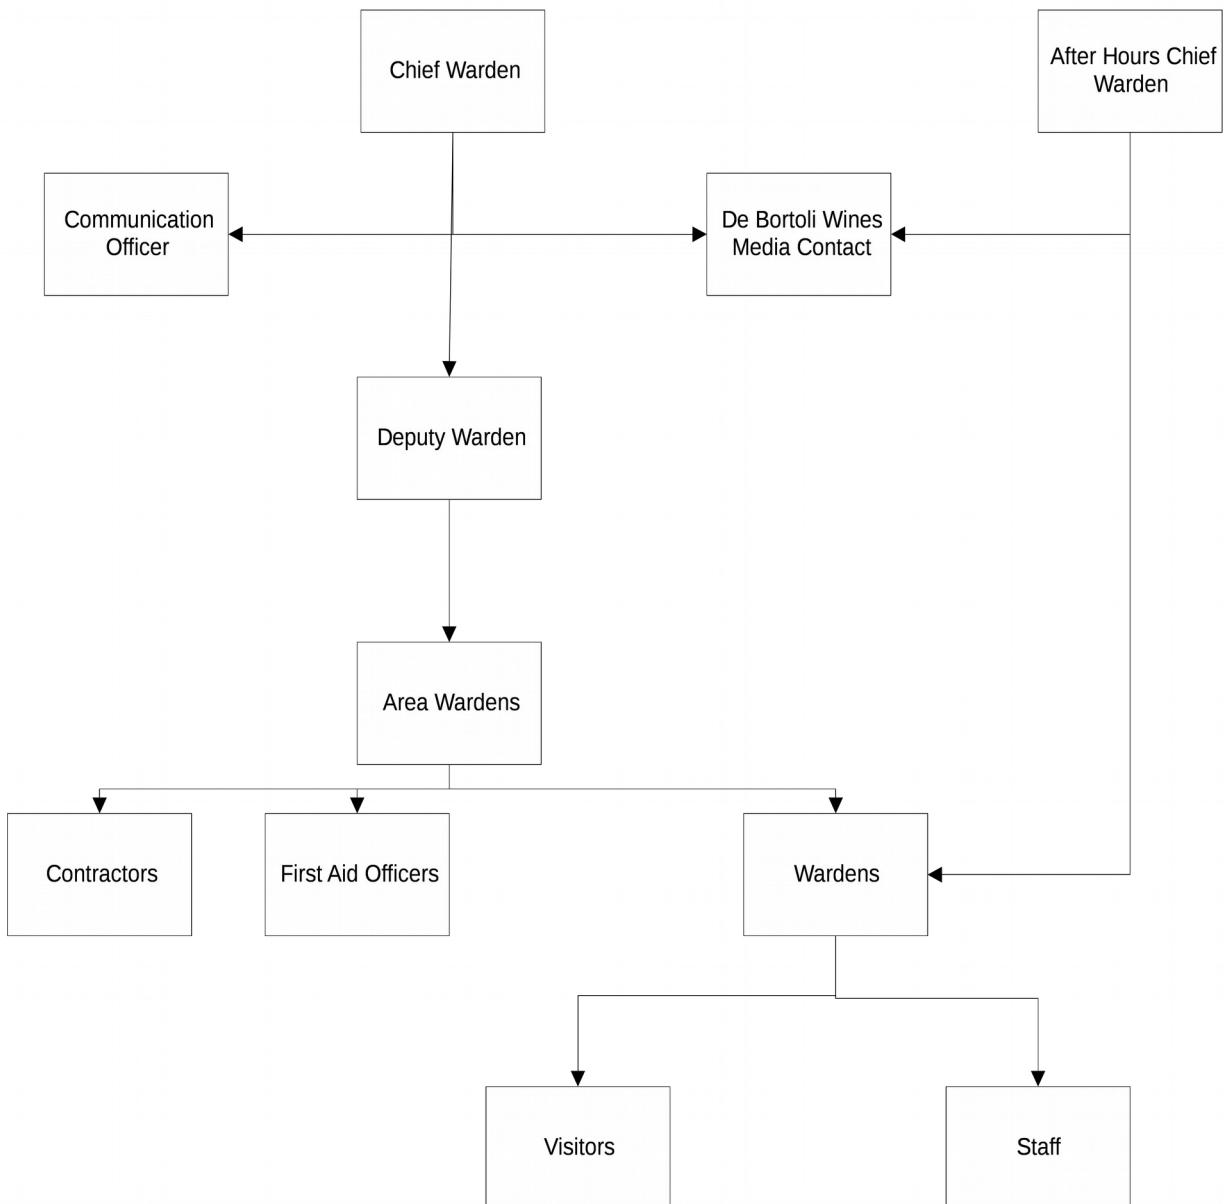 Chief Warden
After Hours Chief
Warden
Communication
Officer
De Bortoli Wines
Media Contact
Deputy Warden
Area Wardens
Contractors
First Aid Officers
Wardens
Visitors
Staff